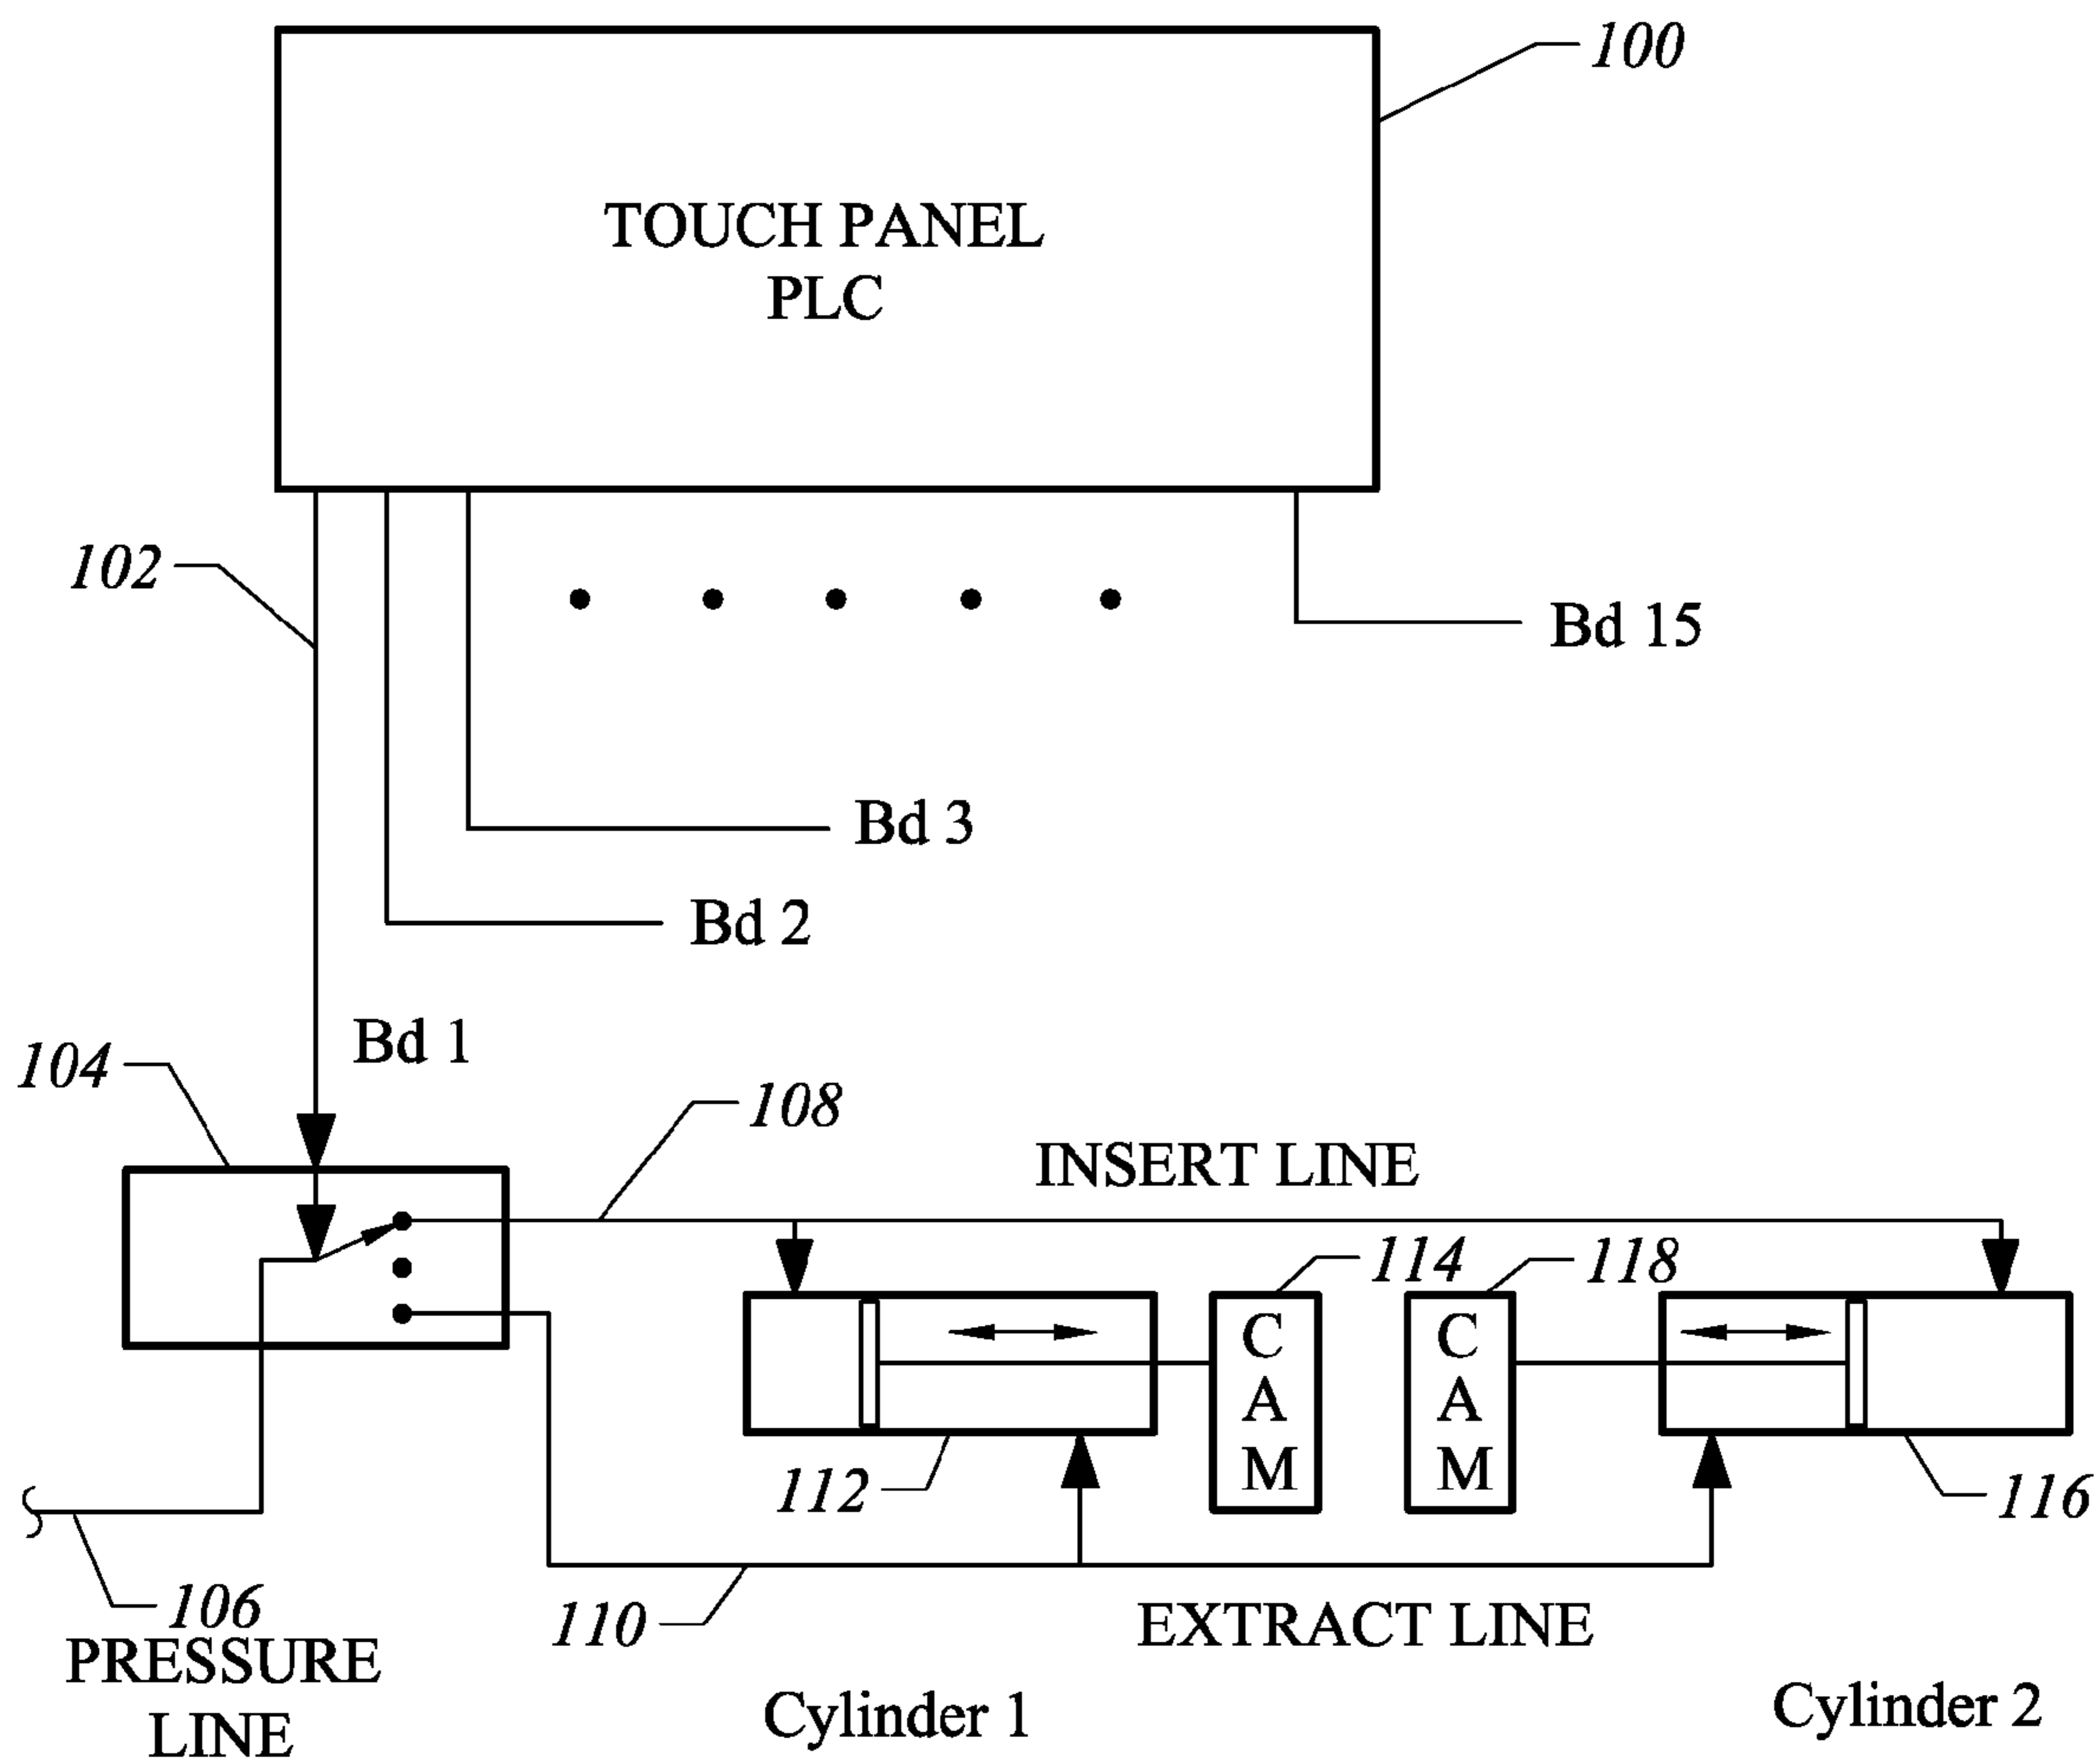 100
TOUCH PANEL
PLC
102
Bd 15
Bd 3
Bd 2
Bd 1
104
108
INSERT LINE
114
118
C
A
M
C
A
M
112
116
106
PRESSURE
LINE
110
EXTRACT LINE
Cylinder 1
Cylinder 2